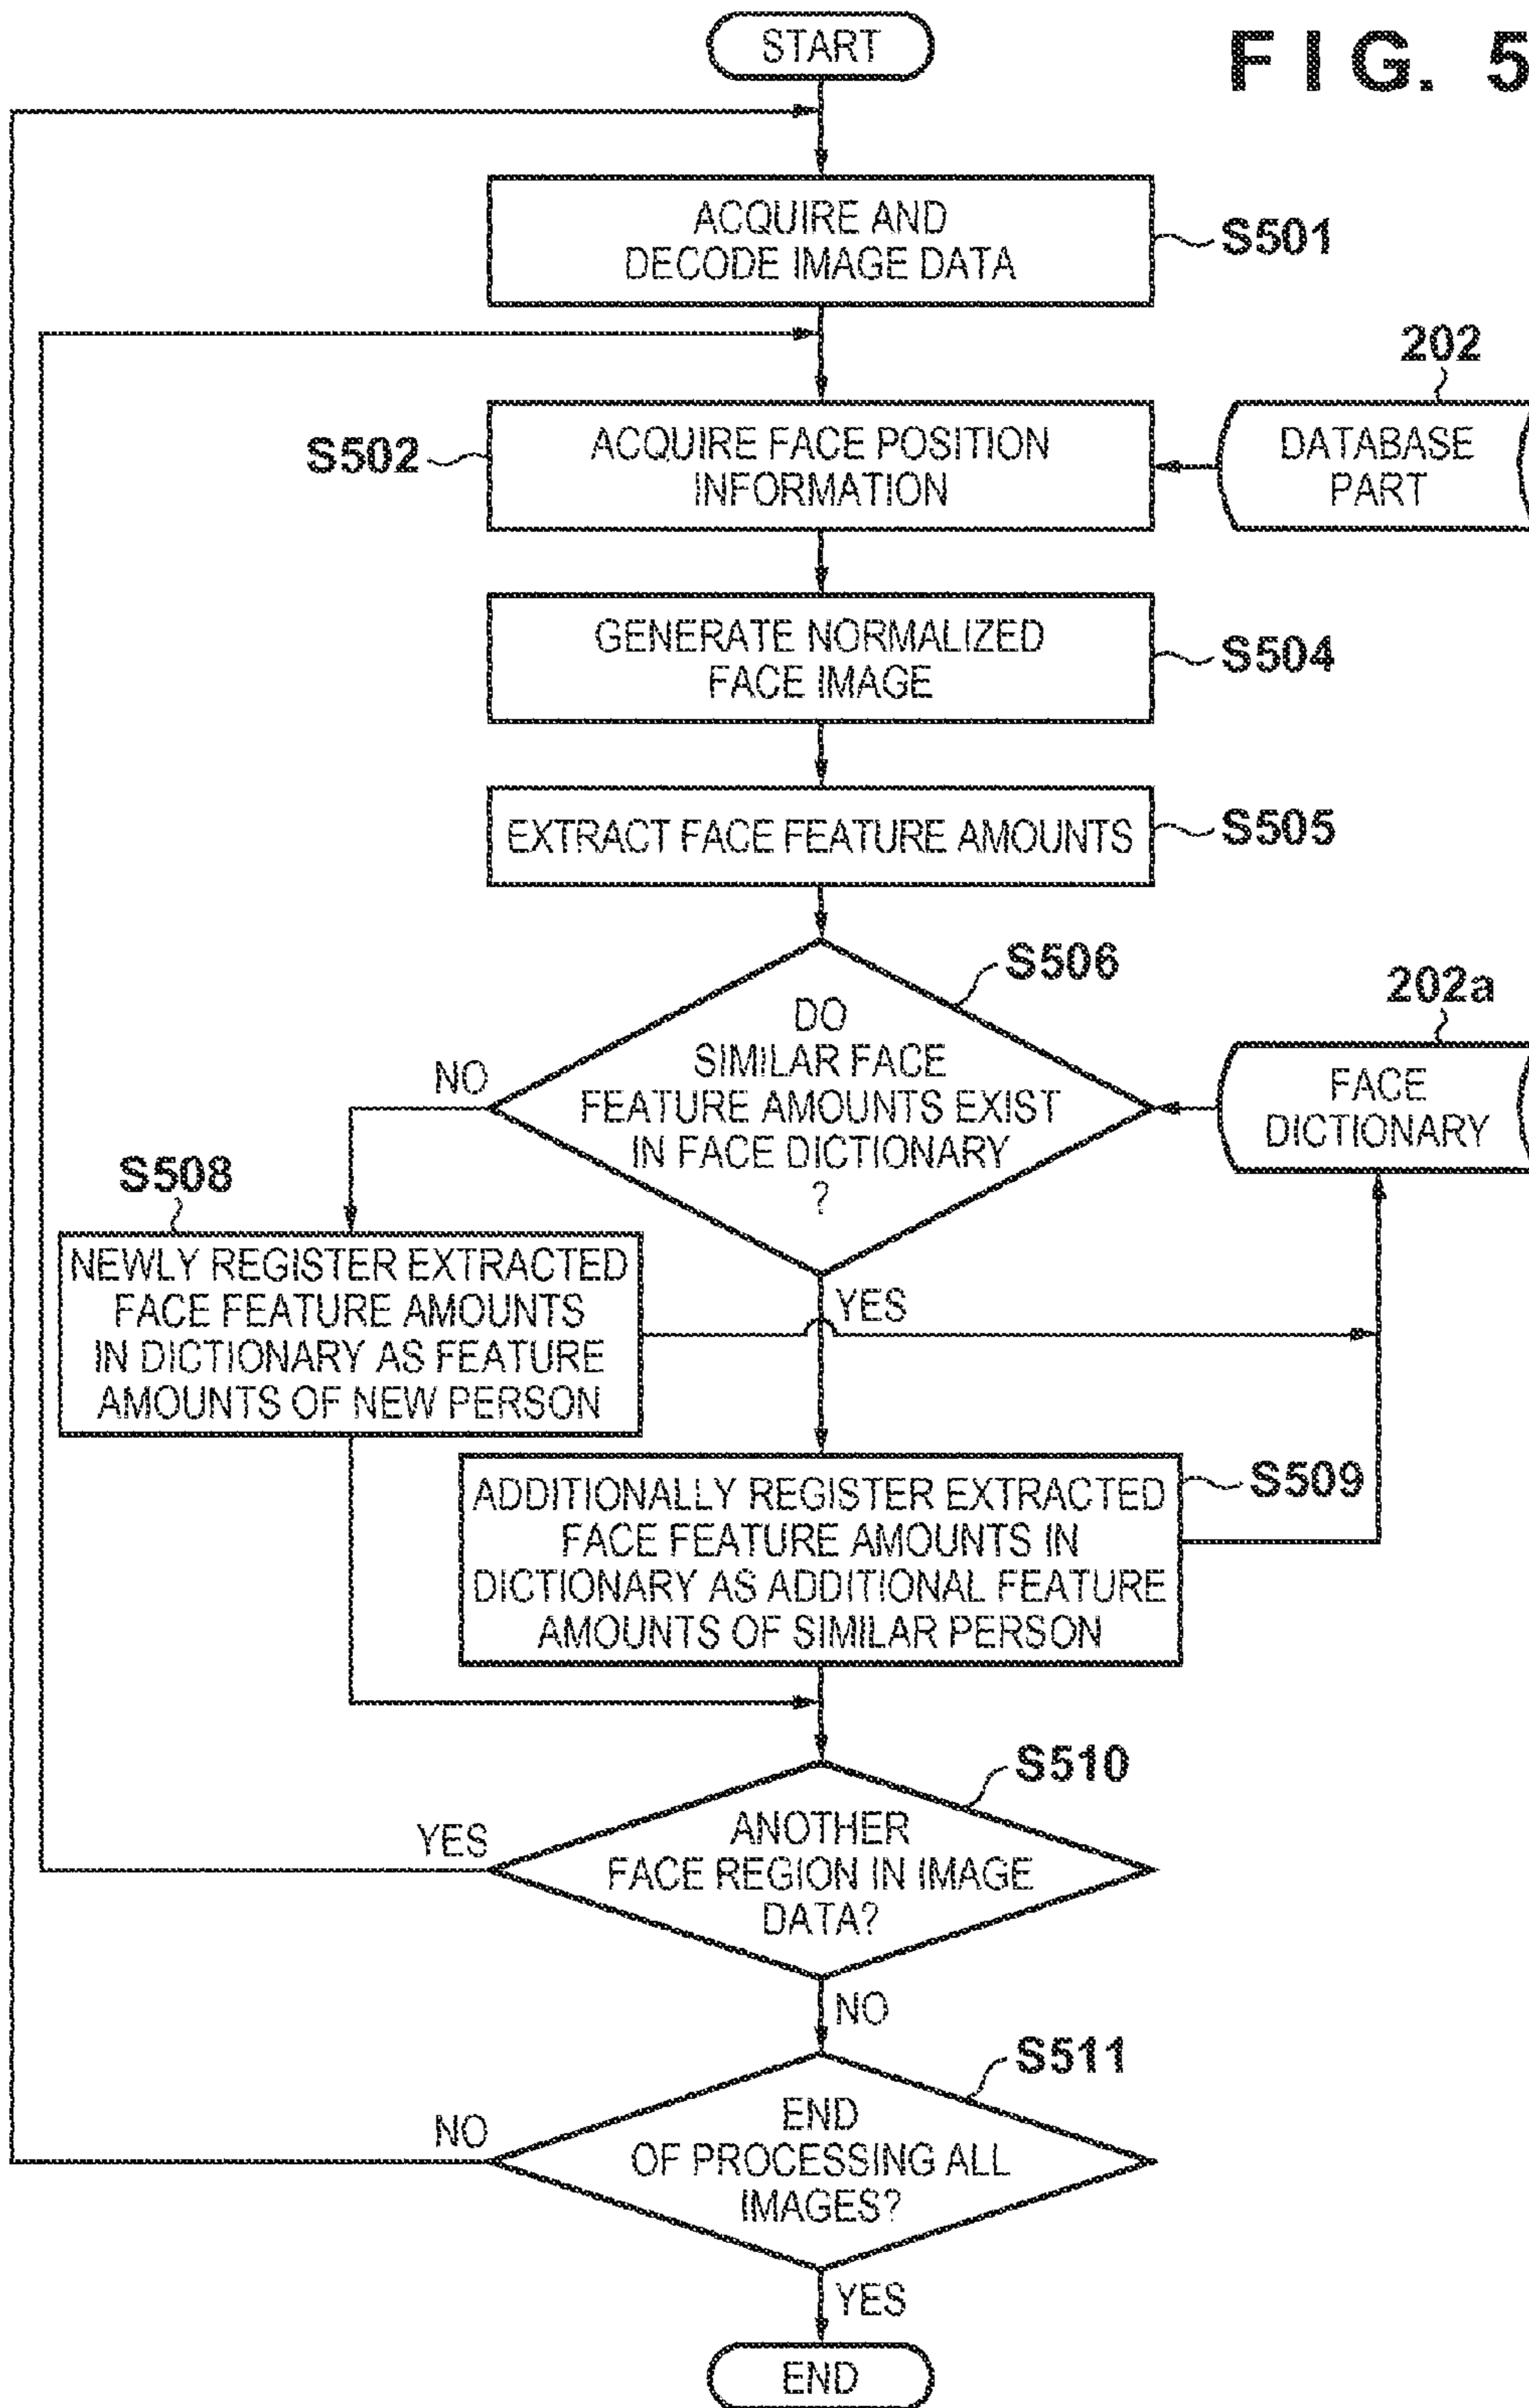 FIG. 5
START
ACQUIRE AND
DECODE IMAGE DATA
S501
202
S502
ACQUIRE FACE POSITION
INFORMATION
DATABASE
PART
GENERATE NORMALIZED
FACE IMAGE
S504
EXTRACT FACE FEATURE AMOUNTS
S505
S506
DO
SIMILAR FACE
FEATURE AMOUNTS EXIST
IN FACE DICTIONARY
?
202a
FACE
DICTIONARY
NO
YES
S508
NEWLY REGISTER EXTRACTED
FACE FEATURE AMOUNTS
IN DICTIONARY AS FEATURE
AMOUNTS OF NEW PERSON
S509
ADDITIONALLY REGISTER EXTRACTED
FACE FEATURE AMOUNTS IN
DICTIONARY AS ADDITIONAL FEATURE
AMOUNTS OF SIMILAR PERSON
S510
YES
ANOTHER
FACE REGION IN IMAGE
DATA?
NO
S511
NO
END
OF PROCESSING ALL
IMAGES?
YES
END